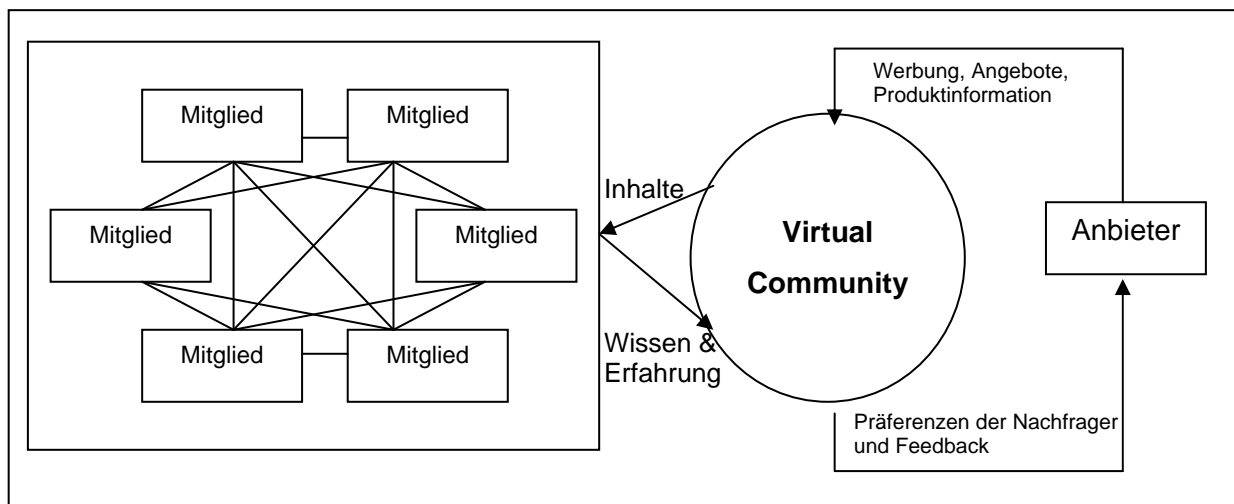 Mitglied
Mitglied
Mitglied
Mitglied
Mitglied
Mitglied
Inhalte
Wissen &
Erfahrung
Virtual
Community
Werbung, Angebote,
Produktinformation
Anbieter
Präferenzen der Nachfrager
und Feedback